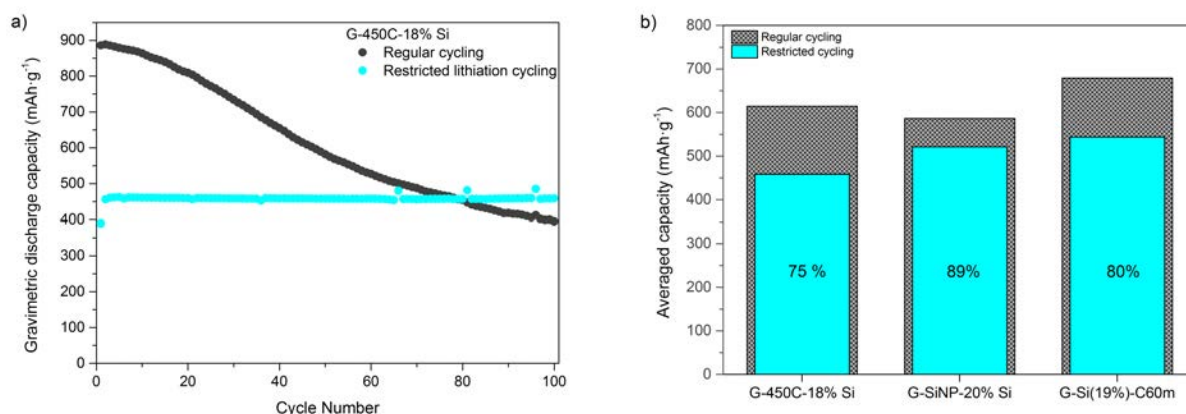 a)
G-450C-18% Si
Regular cycling
Restricted lithiation cycling
Gravimetric discharge capacity (mAh·g⁻¹)
900
800
700
600
500
400
300
200
100
0
0 20 40 60 80 100
Cycle Number
b)
Regular cycling
Restricted cycling
Averaged capacity (mAh·g⁻¹)
800
700
600
500
400
300
200
100
0
75 % 89% 80%
G-450C-18% Si G-SiNP-20% Si G-Si(19%)-C60m